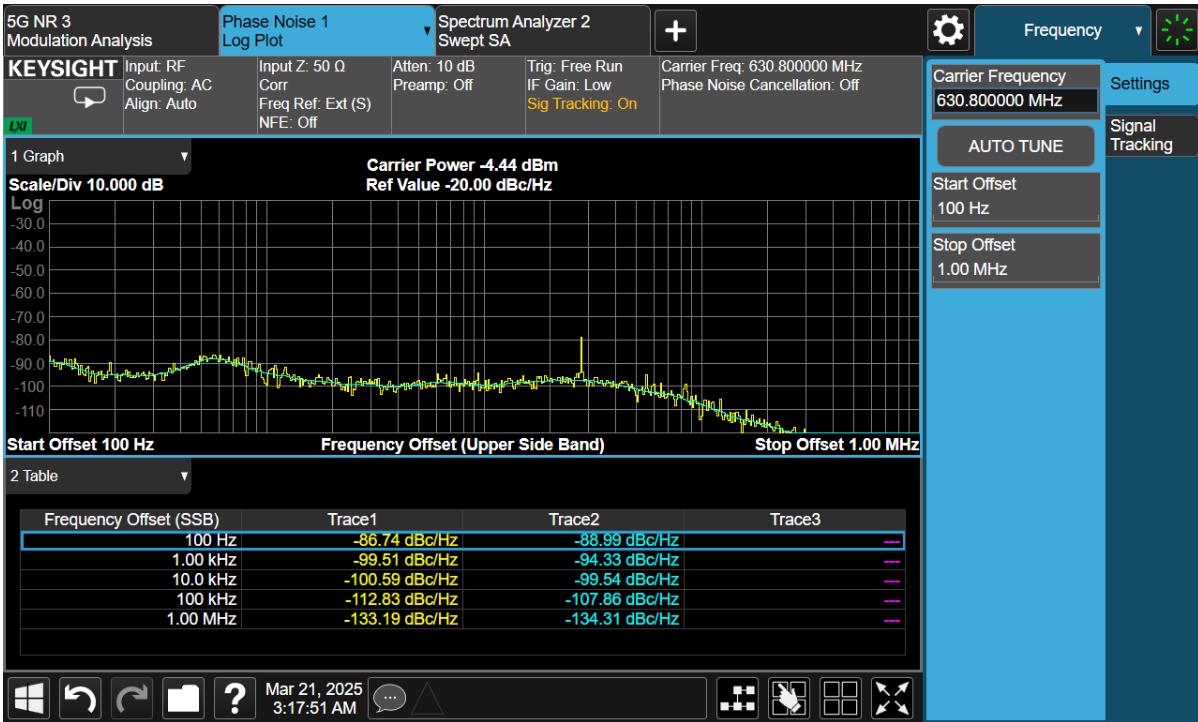 5G NR 3
Modulation Analysis
Phase Noise 1
Log Plot
Spectrum Analyzer 2
Swept SA
Frequency
KEYSIGHT
LXI
Input: RF
Coupling: AC
Align: Auto
Input Z: 50 Ω
Corr
Freq Ref: Ext (S)
NFE: Off
Atten: 10 dB
Preamp: Off
Trig: Free Run
IF Gain: Low
Sig Tracking: On
Carrier Freq: 630.800000 MHz
Phase Noise Cancellation: Off
Carrier Frequency
630.800000 MHz
AUTO TUNE
Start Offset
100 Hz
Stop Offset
1.00 MHz
Settings
Signal
Tracking
1 Graph
Scale/Div 10.000 dB
Carrier Power -4.44 dBm
Ref Value -20.00 dBc/Hz
Log
-30.0
-40.0
-50.0
-60.0
-70.0
-80.0
-90.0
-100
-110
Start Offset 100 Hz Frequency Offset (Upper Side Band) Stop Offset 1.00 MHz
2 Table
Frequency Offset (SSB) Trace1 Trace2 Trace3
100 Hz -86.74 dBc/Hz -88.99 dBc/Hz ---
1.00 kHz -99.51 dBc/Hz -94.33 dBc/Hz ---
10.0 kHz -100.59 dBc/Hz -99.54 dBc/Hz ---
100 kHz -112.83 dBc/Hz -107.86 dBc/Hz ---
1.00 MHz -133.19 dBc/Hz -134.31 dBc/Hz ---
Mar 21, 2025
3:17:51 AM